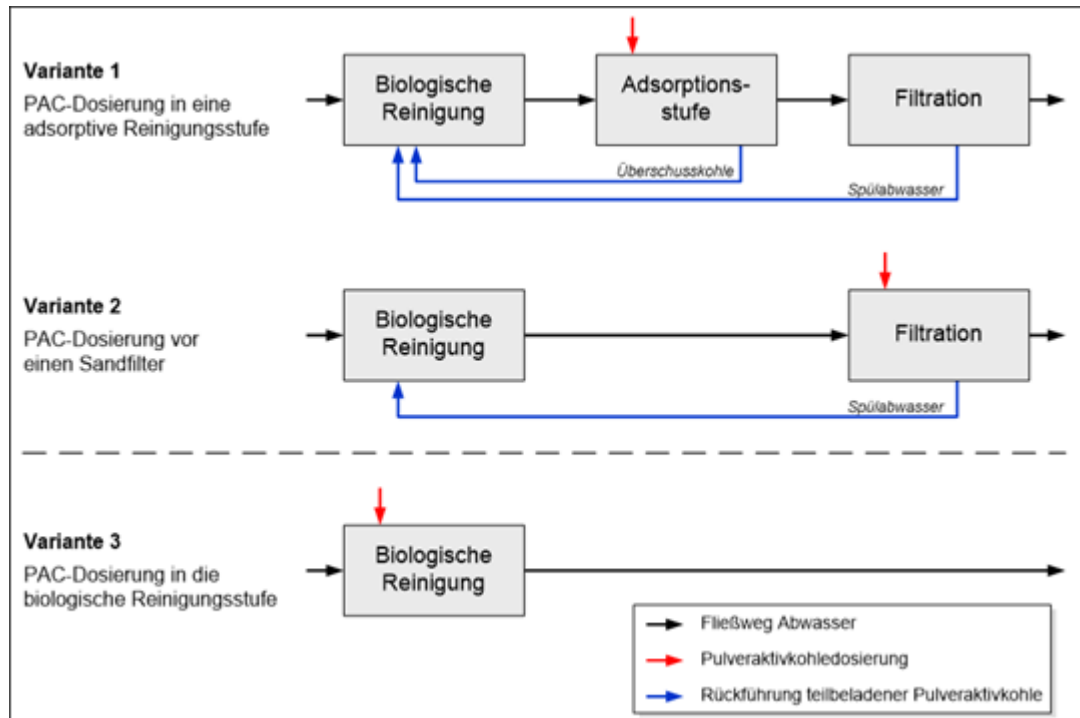 Variante 1
PAC-Dosierung in eine
adsorptive Reinigungsstufe
Biologische
Reinigung
Adsorptions-
stufe
Filtration
Überschusskohle
Spülabwasser
Variante 2
PAC-Dosierung vor
einen Sandfilter
Biologische
Reinigung
Filtration
Spülabwasser
Variante 3
PAC-Dosierung in die
biologische Reinigungsstufe
Biologische
Reinigung
Fließweg Abwasser
Pulveraktivkohledosierung
Rückführung teilbeladener Pulveraktivkohle